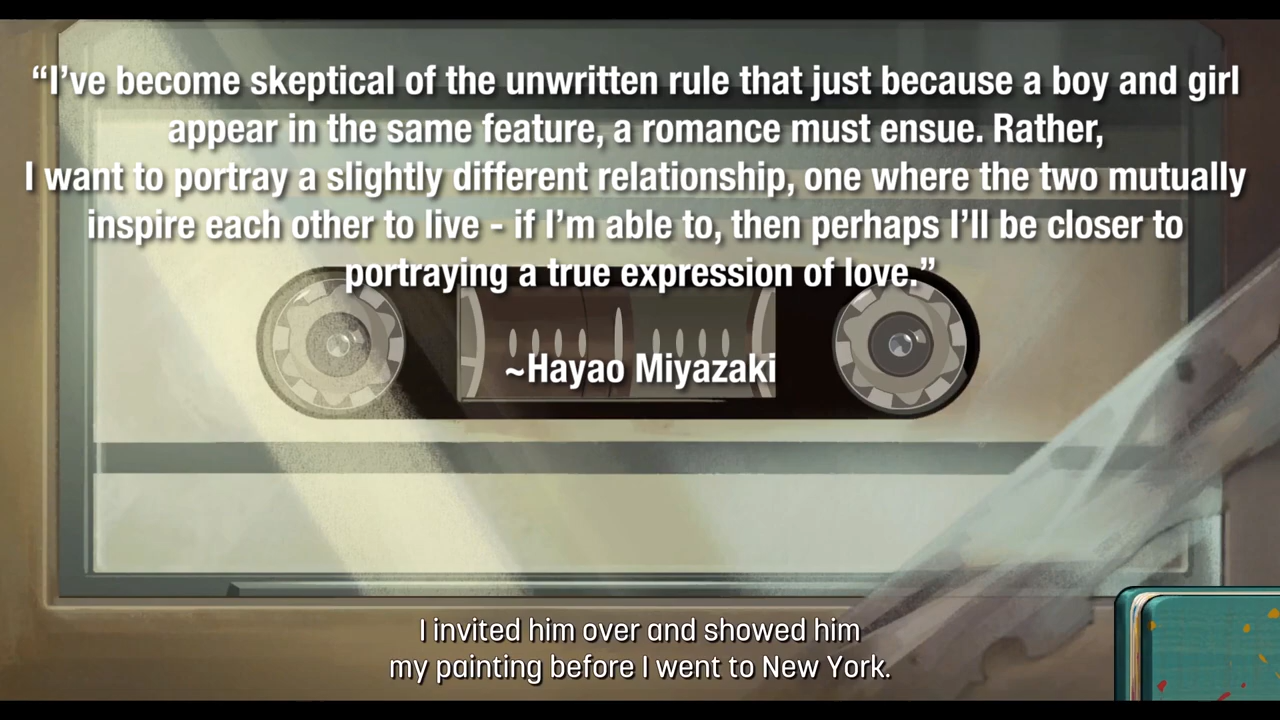 “I’ve become skeptical of the unwritten rule that just because a boy and girl
appear in the same feature, a romance must ensue. Rather,
I want to portray a slightly different relationship, one where the two mutually
inspire each other to live - if I’m able to, then perhaps I’ll be closer to
portraying a true expression of love.”
~Hayao Miyazaki
I invited him over and showed him
my painting before I went to New York.